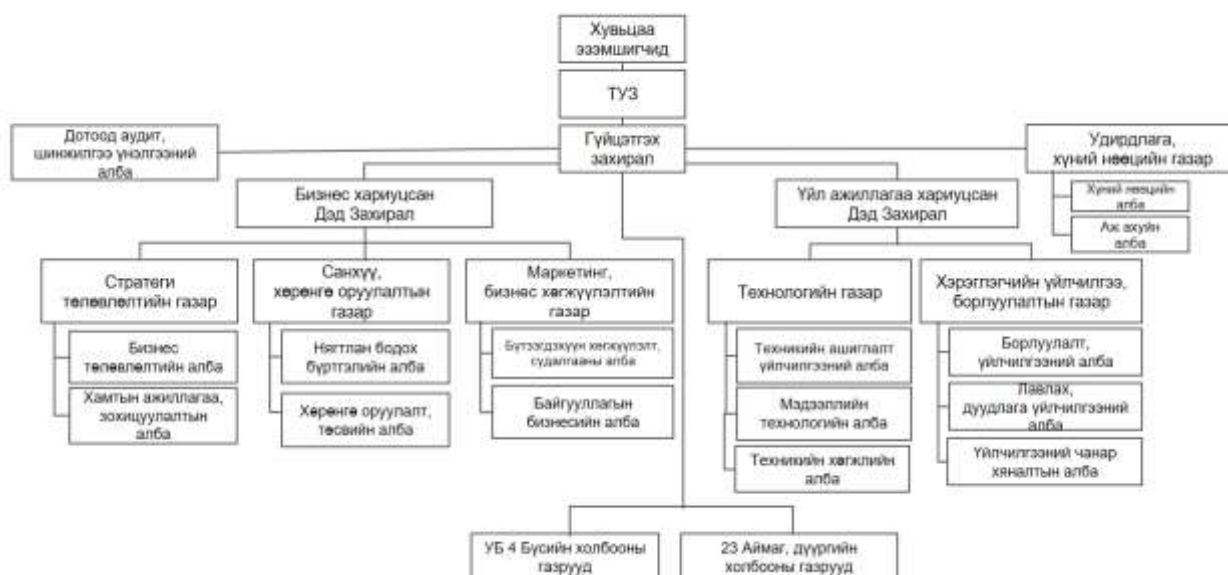 Хувьцаа
эзэмшигчид
ТУЗ
Гүйцэтгэх
захирал
Дотоод аудит,
шинжилгээ үнэлгээний
алба
Удирдлага,
хүний нөөцийн газар
Хүний нөөцийн
алба
Аж ахуйн
алба
Бизнес хариуцсан
Дэд Захирал
Үйл ажиллагаа хариуцсан
Дэд Захирал
Стратеги
төлөвлөлтийн газар
Бизнес
төлөвлөлтийн алба
Хамтын ажиллагаа,
зохицуулалтын
алба
Санхүү,
хөрөнгө оруулалтын
газар
Нягтлан бодох
бүртгэлийн алба
Хөрөнгө оруулалт,
төсвийн алба
Маркетинг,
бизнес хөгжүүлэлтийн
газар
Бүтээгдэхүүн хөгжүүлэлт,
судалгааны алба
Байгууллагын
бизнесийн алба
Технологийн газар
Техникийн ашиглалт
үйлчилгээний алба
Мэдээллийн
технологийн алба
Техникийн хөгжлийн
алба
Хэрэглэгчийн үйлчилгээ,
борлуулалтын газар
Борлуулалт,
үйлчилгээний алба
Лавлах,
дуудлага үйлчилгээний
алба
Үйлчилгээний чанар
хяналтын алба
УБ 4 Бүсийн холбооны
газрууд
23 Аймаг, дүүргийн
холбооны газрууд